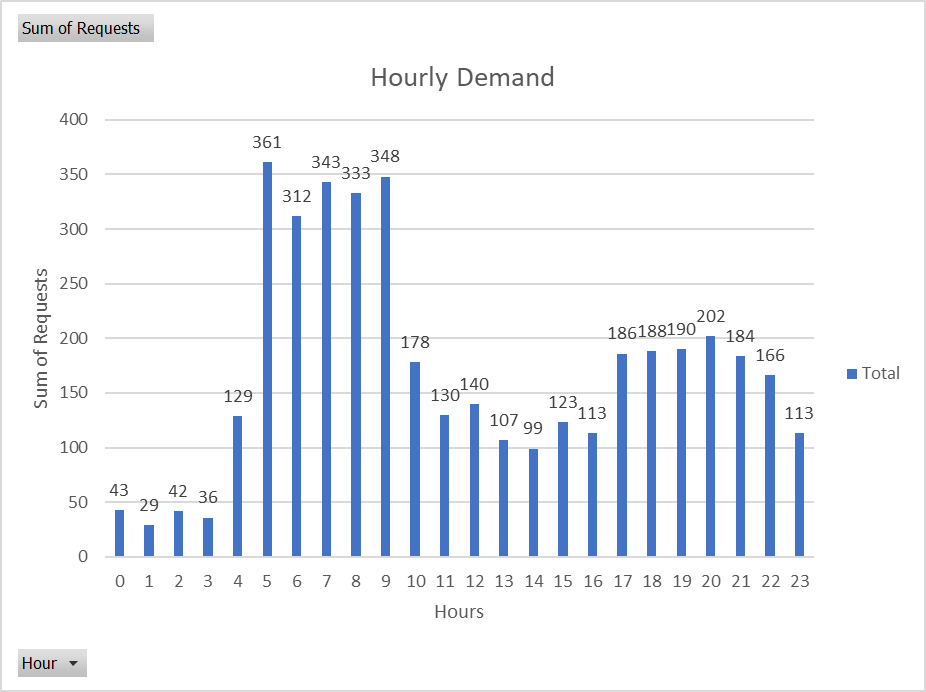 Sum of Requests
Hourly Demand
400
350
300
250
200
150
100
50
0
Sum of Requests
43 29 42 36 129 361 312 343 333 348 178 130 140 107 99 123 113 186 188 190 202 184 166 113
0 1 2 3 4 5 6 7 8 9 10 11 12 13 14 15 16 17 18 19 20 21 22 23
Hours
Total
Hour